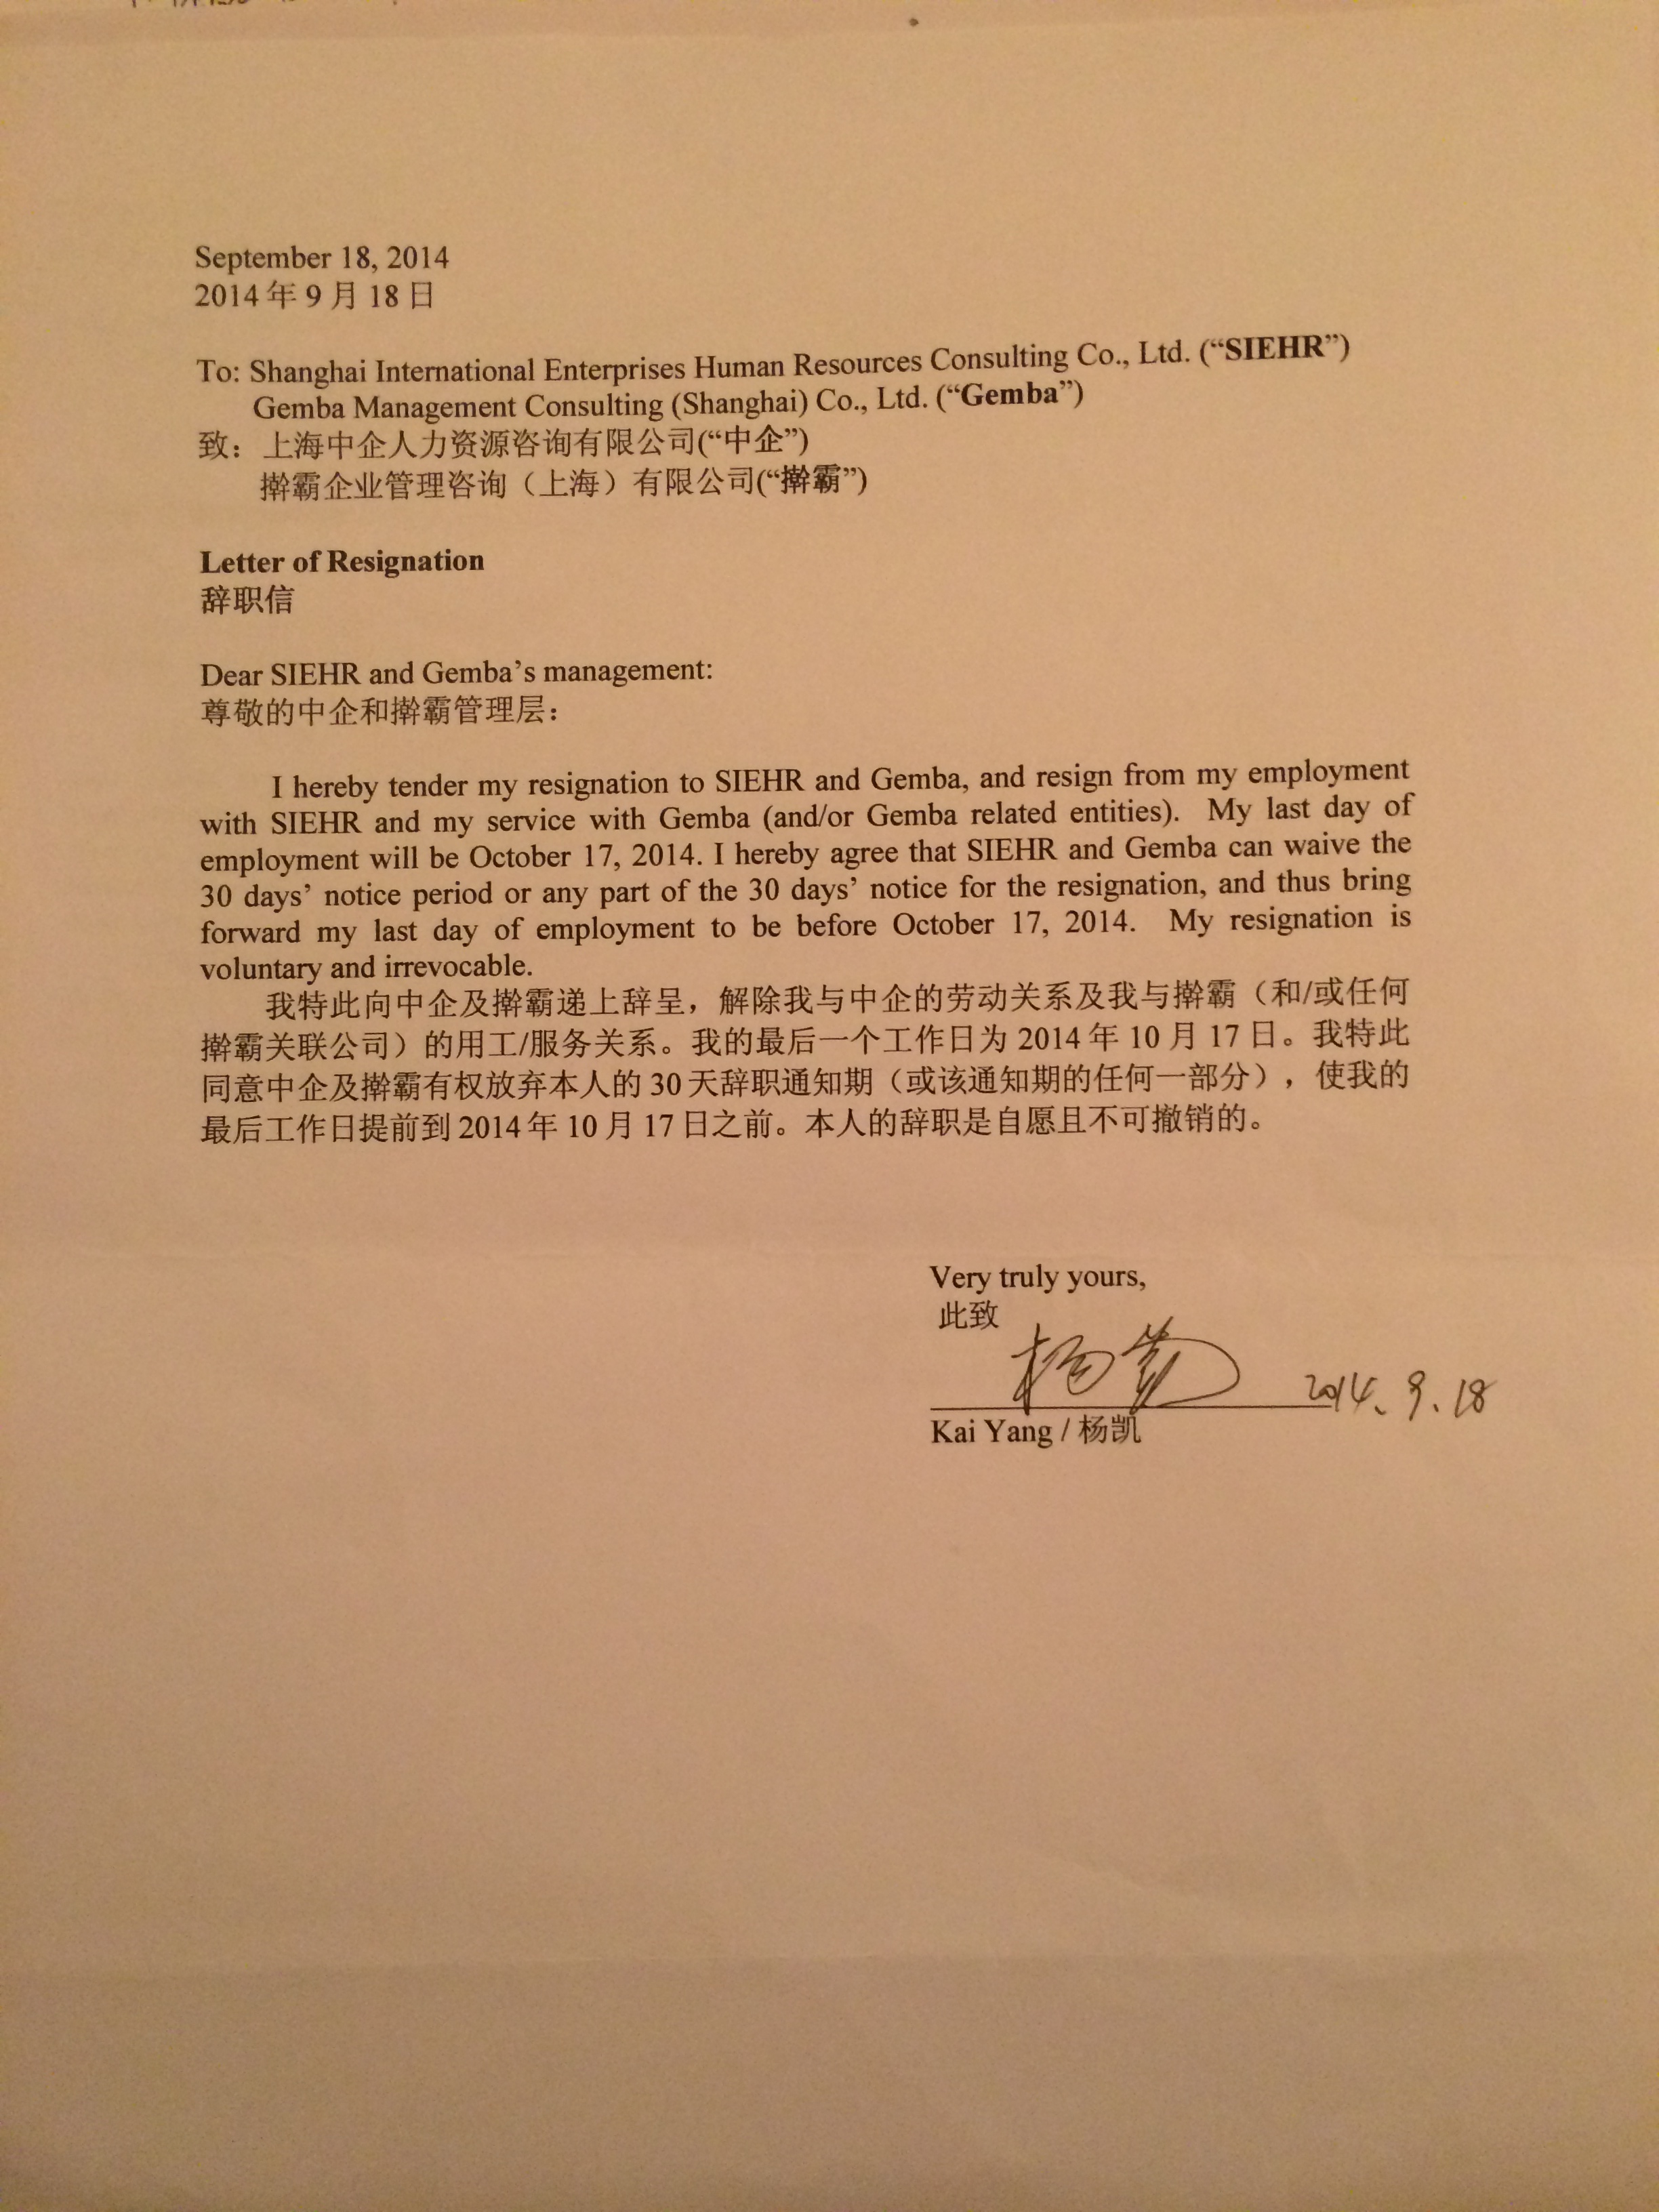 September 18, 2014
2014 年 9 月 18 日
To: Shanghai International Enterprises Human Resources Consulting Co., Ltd. (“SIEHR”)
Gemba Management Consulting (Shanghai) Co., Ltd. (“Gemba”)
致：上海中企人力资源咨询有限公司(“中企”)
擀霸企业管理咨询（上海）有限公司(“擀霸”)
Letter of Resignation
辞职信
Dear SIEHR and Gemba’s management:
尊敬的中企和擀霸管理层：
I hereby tender my resignation to SIEHR and Gemba, and resign from my employment
with SIEHR and my service with Gemba (and/or Gemba related entities). My last day of
employment will be October 17, 2014. I hereby agree that SIEHR and Gemba can waive the
30 days’ notice period or any part of the 30 days’ notice for the resignation, and thus bring
forward my last day of employment to be before October 17, 2014. My resignation is
voluntary and irrevocable.
我特此向中企及擀霸递上辞呈，解除我与中企的劳动关系及我与擀霸（和/或任何
擀霸关联公司）的用工/服务关系。我的最后一个工作日为 2014 年 10 月 17 日。我特此
同意中企及擀霸有权放弃本人的 30 天辞职通知期（或该通知期的任何一部分），使我的
最后工作日提前到 2014 年 10 月 17 日之前。本人的辞职是自愿且不可撤销的。
Very truly yours,
此致
杨 2014、9、18
Kai Yang / 杨凯